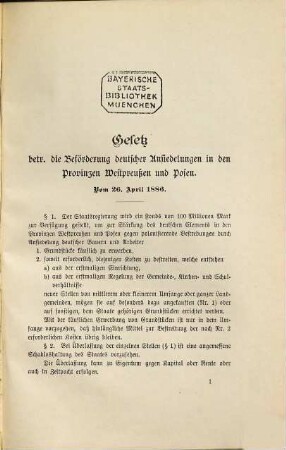 BAYERISCHE
STAATS-
BIBLIOTHEK
MUENCHEN
Gesetz
betr. die Beförderung deutscher Ansiedelungen in den
Provinzen Westpreußen und Posen.
Vom 26. April 1886.
§ 1. Der Staatsregierung wird ein Fonds von 100 Millionen Mark
zur Verfügung gestellt, um zur Stärkung des deutschen Elements in den
Provinzen Westpreußen und Posen gegen polonisierende Bestrebungen durch
Ansiedelung deutscher Bauern und Arbeiter
1. Grundstücke käuflich zu erwerben,
2. soweit erforderlich, diejenigen Kosten zu bestreiten, welche entstehen
a) aus der erstmaligen Einrichtung,
b) aus der erstmaligen Regelung der Gemeinde-, Kirchen- und Schul-
verhältnisse
neuer Stellen von mittlerem oder kleinerem Umfange oder ganzer Land-
gemeinden, mögen sie auf besonders dazu angekauften (Nr. 1) oder auf
sonstigen, dem Staate gehörigen Grundstücken errichtet werden.
Mit der käuflichen Erwerbung von Grundstücken ist nur in dem Um-
fange vorzugehen, daß hinlängliche Mittel zur Bestreitung der nach Nr. 2
erforderlichen Kosten übrig bleiben.
§ 2. Bei Überlassung der einzelnen Stellen (§ 1) ist eine angemessene
Schadloshaltung des Staates vorzusehen.
Die Überlassung kann zu Eigentum gegen Kapital oder Rente oder
auch in Zeitpacht erfolgen.
1